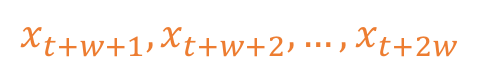 x_{t+w+1}, x_{t+w+2}, …, x_{t+2w}